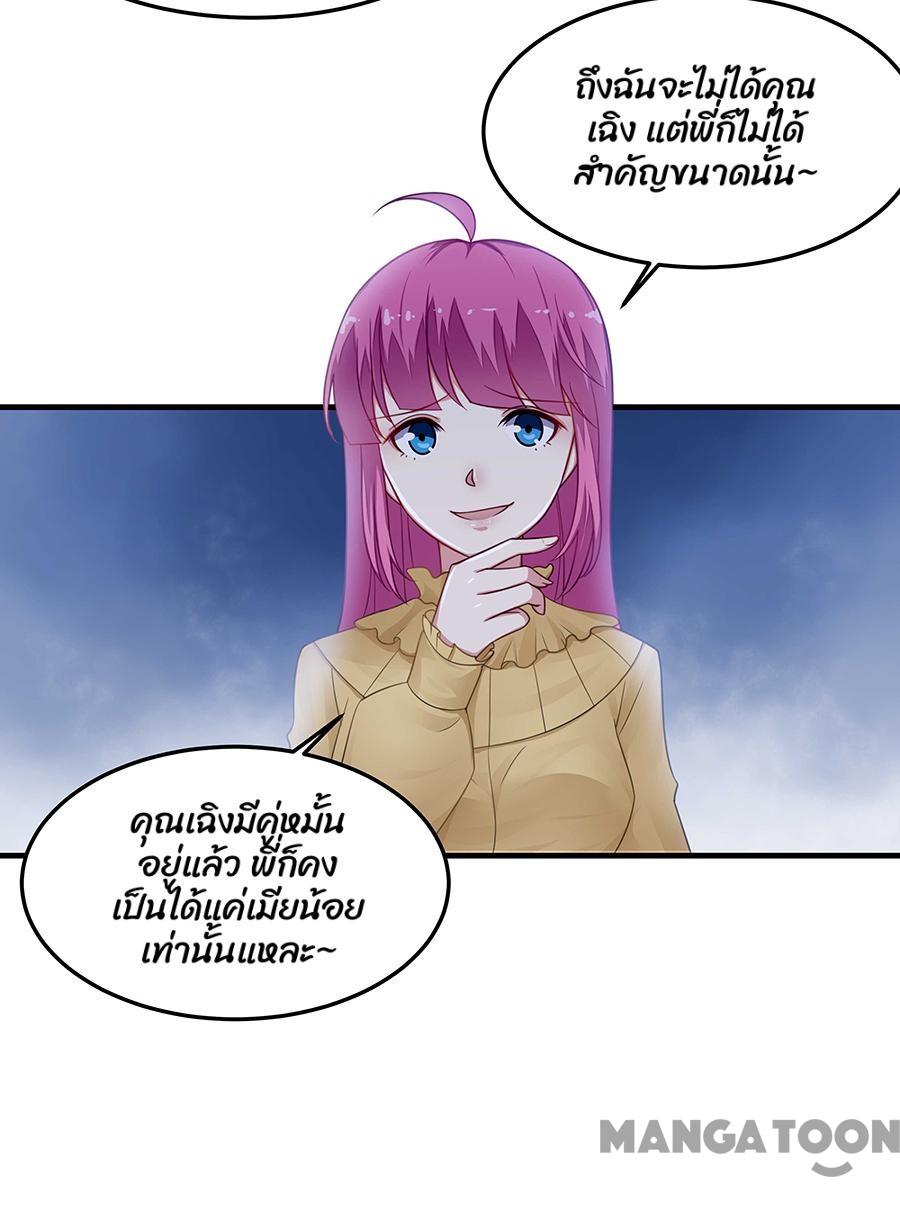 ถึงฉันจะไม่ได้คุณ
เฉิง แต่พี่ก็ไม่ได้
สำคัญขนาดนั้น~
คุณเฉิงมีคู่หมั้น
อยู่แล้ว พี่ก็คง
เป็นได้แค่เมียน้อย
เท่านั้นแหละ~
MANGATOON